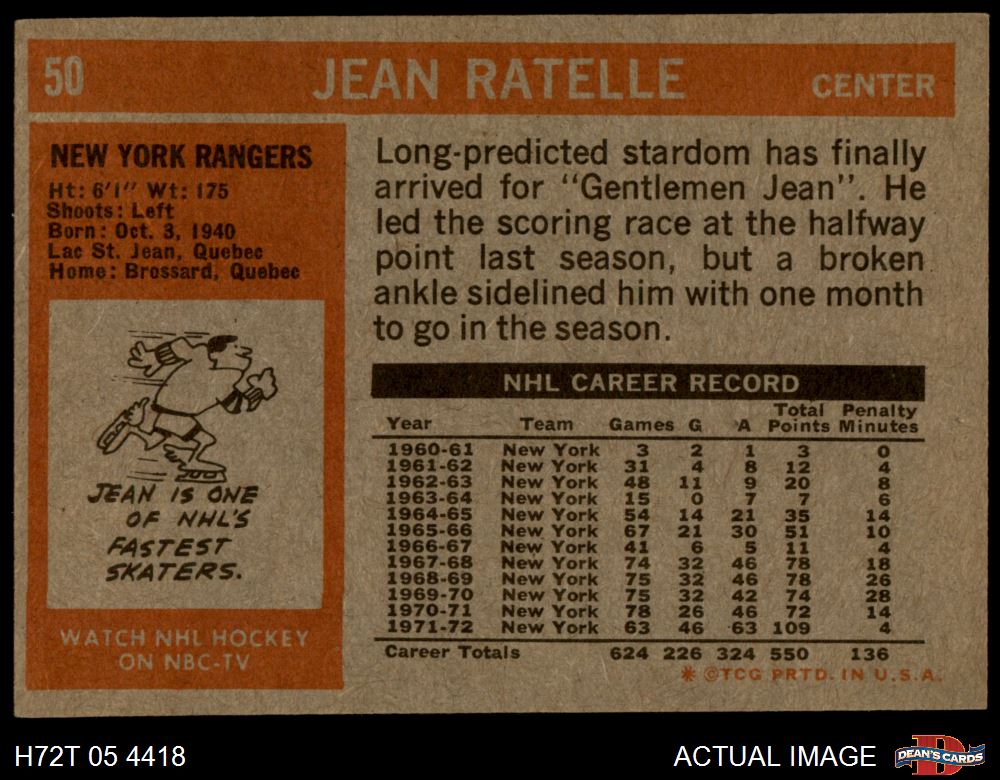 50 JEAN RATELLE CENTER
NEW YORK RANGERS
Ht: 6'1" Wt: 175
Shoots: Left
Born: Oct. 3, 1940
Lac St. Jean, Quebec
Home: Brossard, Quebec
JEAN IS ONE
OF NHL'S
FASTEST
SKATERS.
WATCH NHL HOCKEY
ON NBC-TV
Long-predicted stardom has finally
arrived for "Gentlemen Jean". He
led the scoring race at the halfway
point last season, but a broken
ankle sidelined him with one month
to go in the season.
NHL CAREER RECORD
Year Team Games G A Total Points Penalty Minutes
1960-61 New York 3 2 1 3 0
1961-62 New York 31 4 8 12 4
1962-63 New York 48 11 9 20 8
1963-64 New York 15 0 7 7 6
1964-65 New York 54 14 21 35 14
1965-66 New York 67 21 30 51 10
1966-67 New York 41 6 5 11 4
1967-68 New York 74 32 46 78 18
1968-69 New York 75 32 46 78 26
1969-70 New York 75 32 42 74 28
1970-71 New York 78 26 46 72 14
1971-72 New York 63 46 63 109 4
Career Totals 624 226 324 550 136
* ©TCG PRTD. IN U.S.A.
H72T 05 4418
ACTUAL IMAGE
DEAN'S CARDS